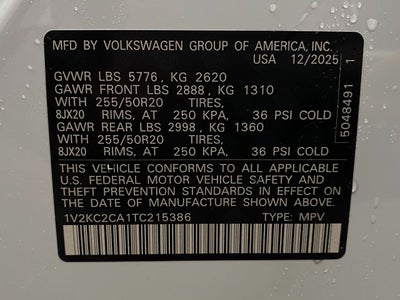 MFD BY VOLKSWAGEN GROUP OF AMERICA, INC.
USA 12/2025
GVWR LBS 5776, KG 2620
GAWR FRONT LBS 2888, KG 1310
WITH 255/50R20 TIRES,
8JX20 RIMS, AT 250 KPA, 36 PSI COLD
GAWR REAR LBS 2998, KG 1360
WITH 255/50R20 TIRES,
8JX20 RIMS, AT 250 KPA, 36 PSI COLD
THIS VEHICLE CONFORMS TO ALL APPLICABLE
U.S. FEDERAL MOTOR VEHICLE SAFETY AND
THEFT PREVENTION STANDARDS IN EFFECT ON
THE DATE OF MANUFACTURE SHOWN ABOVE.
1V2KC2CA1TC215386 TYPE: MPV
5048491 1